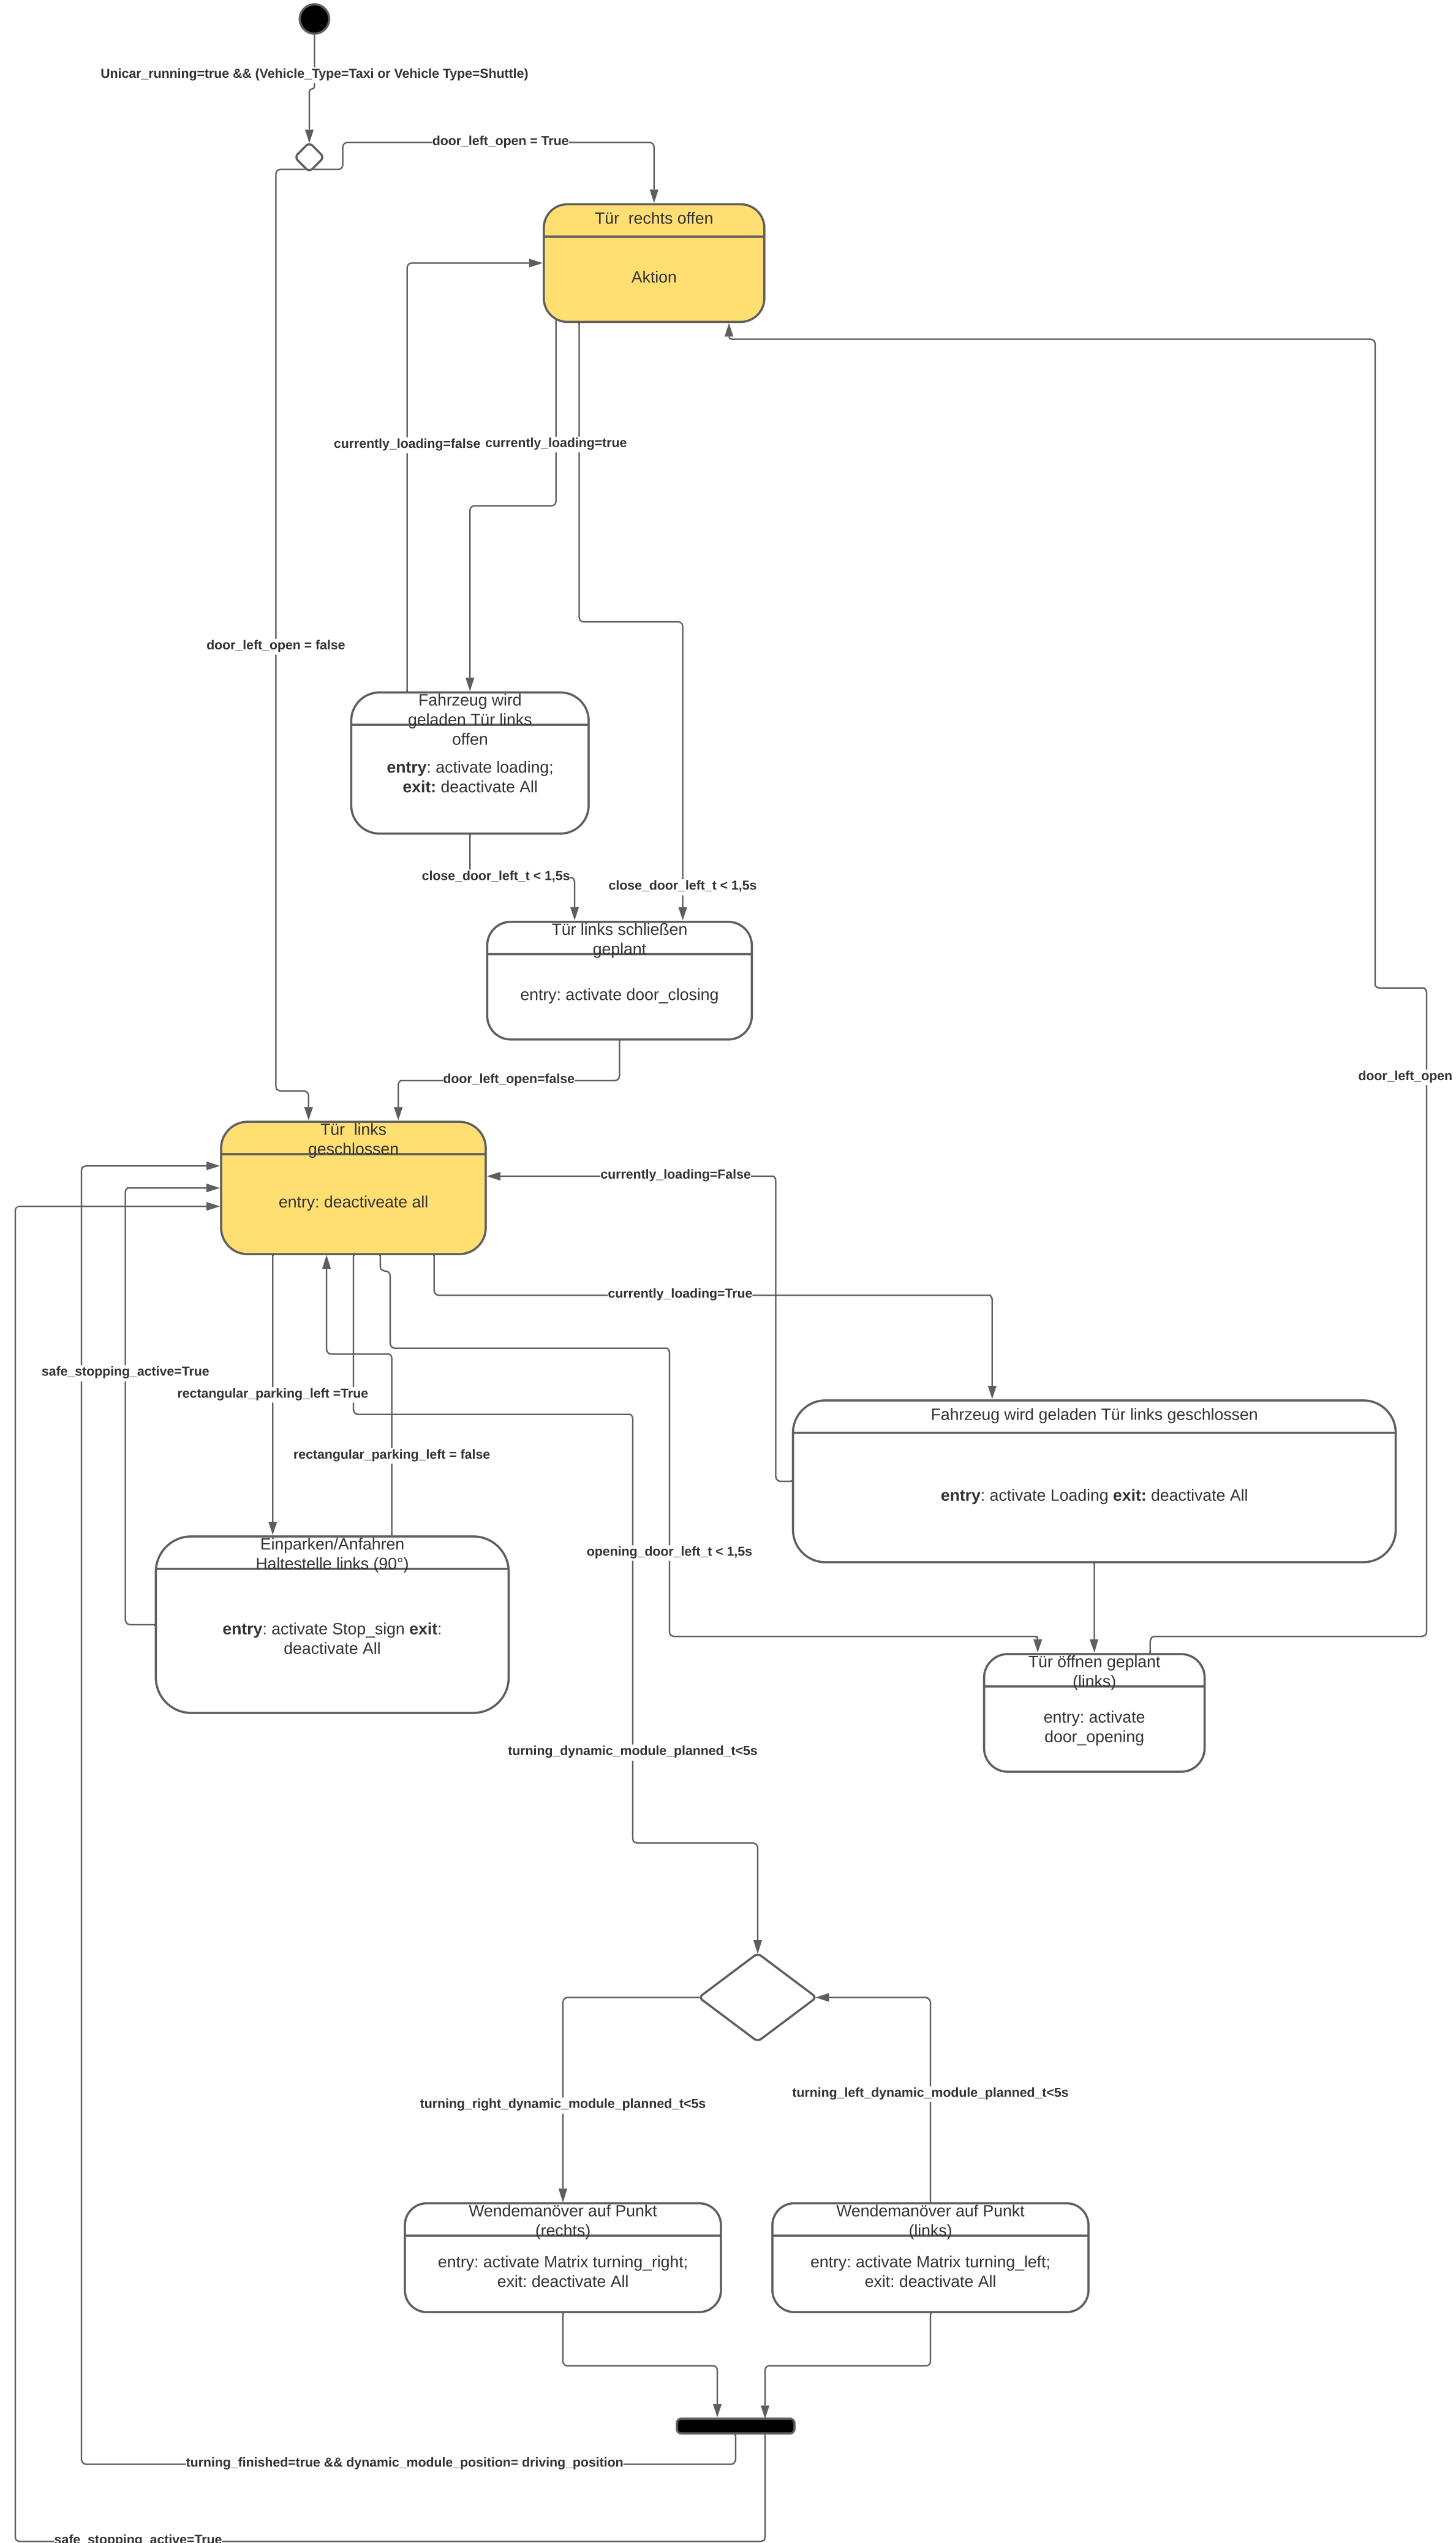 Unicar_running=true && (Vehicle_Type=Taxi or Vehicle Type=Shuttle)
door_left_open = True
Tür  rechts offen
Aktion
currently_loading=false
currently_loading=true
door_left_open = false
Fahrzeug wird
geladen Tür links
offen
entry: activate loading;
exit: deactivate All
close_door_left_t < 1,5s
close_door_left_t < 1,5s
Tür links schließen
geplant
entry: activate door_closing
door_left_open
door_left_open=false
Tür  links
geschlossen
entry: deactiveate all
currently_loading=False
currently_loading=True
safe_stopping_active=True
rectangular_parking_left =True
rectangular_parking_left = false
Fahrzeug wird geladen Tür links geschlossen
entry: activate Loading exit: deactivate All
Einparken/Anfahren
Haltestelle links (90°)
entry: activate Stop_sign exit:
deactivate All
opening_door_left_t < 1,5s
Tür öffnen geplant
(links)
entry: activate
door_opening
turning_dynamic_module_planned_t<5s
turning_left_dynamic_module_planned_t<5s
turning_right_dynamic_module_planned_t<5s
Wendemanöver auf Punkt
(rechts)
entry: activate Matrix turning_right;
exit: deactivate All
Wendemanöver auf Punkt
(links)
entry: activate Matrix turning_left;
exit: deactivate All
turning_finished=true && dynamic_module_position= driving_position
safe_stopping_active=True